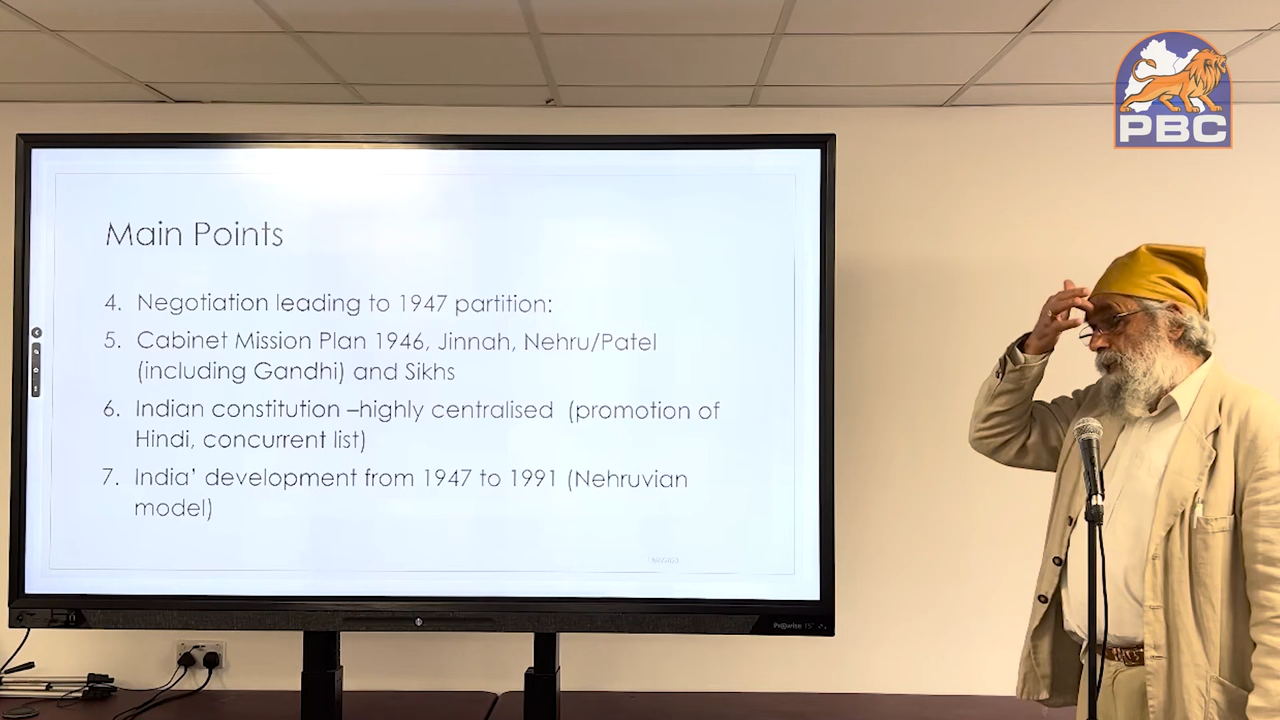 PBC
Main Points
4. Negotiation leading to 1947 partition:
5. Cabinet Mission Plan 1946, Jinnah, Nehru/Patel
(including Gandhi) and Sikhs
6. Indian constitution –highly centralised (promotion of
Hindi, concurrent list)
7. India' development from 1947 to 1991 (Nehruvian
model)
Prowise